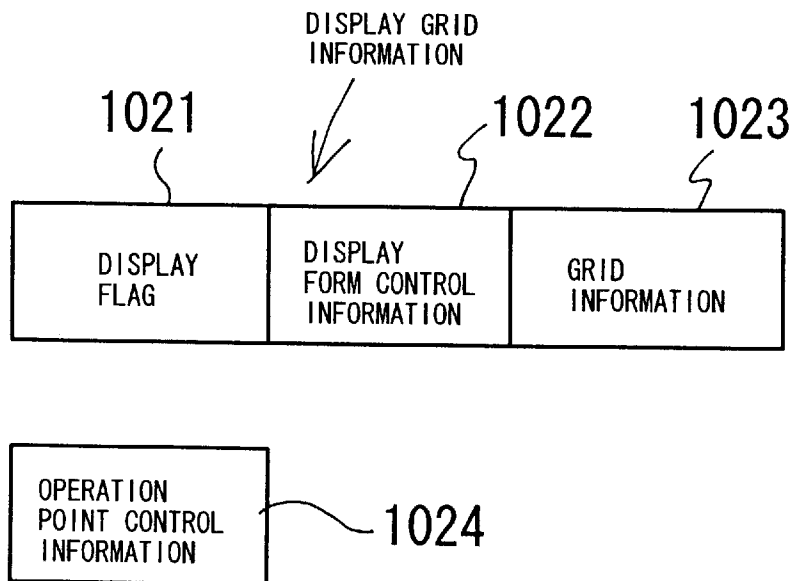 DISPLAY GRID
INFORMATION
1021
1022
1023
DISPLAY
FLAG
DISPLAY
FORM CONTROL
INFORMATION
GRID
INFORMATION
OPERATION
POINT CONTROL
INFORMATION
1024